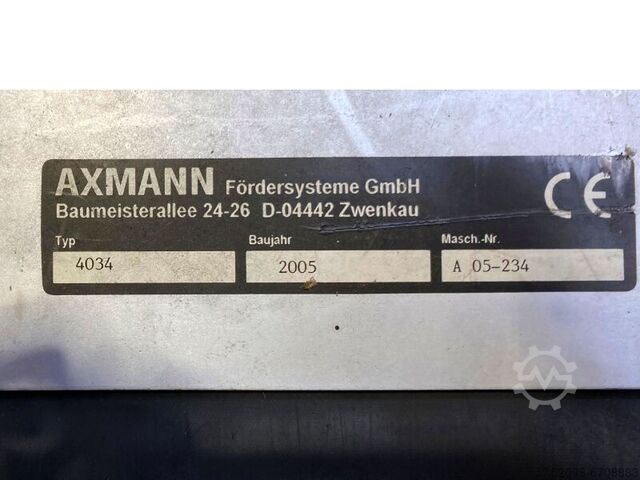 AXMANN Fördersysteme GmbH
Baumeisterallee 24-26 D-04442 Zwenkau
CE
Typ Baujahr Masch.-Nr.
4034 2005 A 05-234